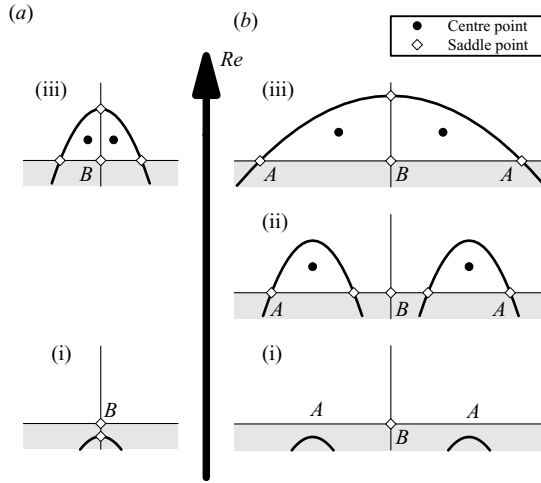 (a)
(b)
Centre point
Saddle point
Re
(iii)
(iii)
B
A
B
A
(ii)
A
B
A
(i)
(i)
B
A
A
B